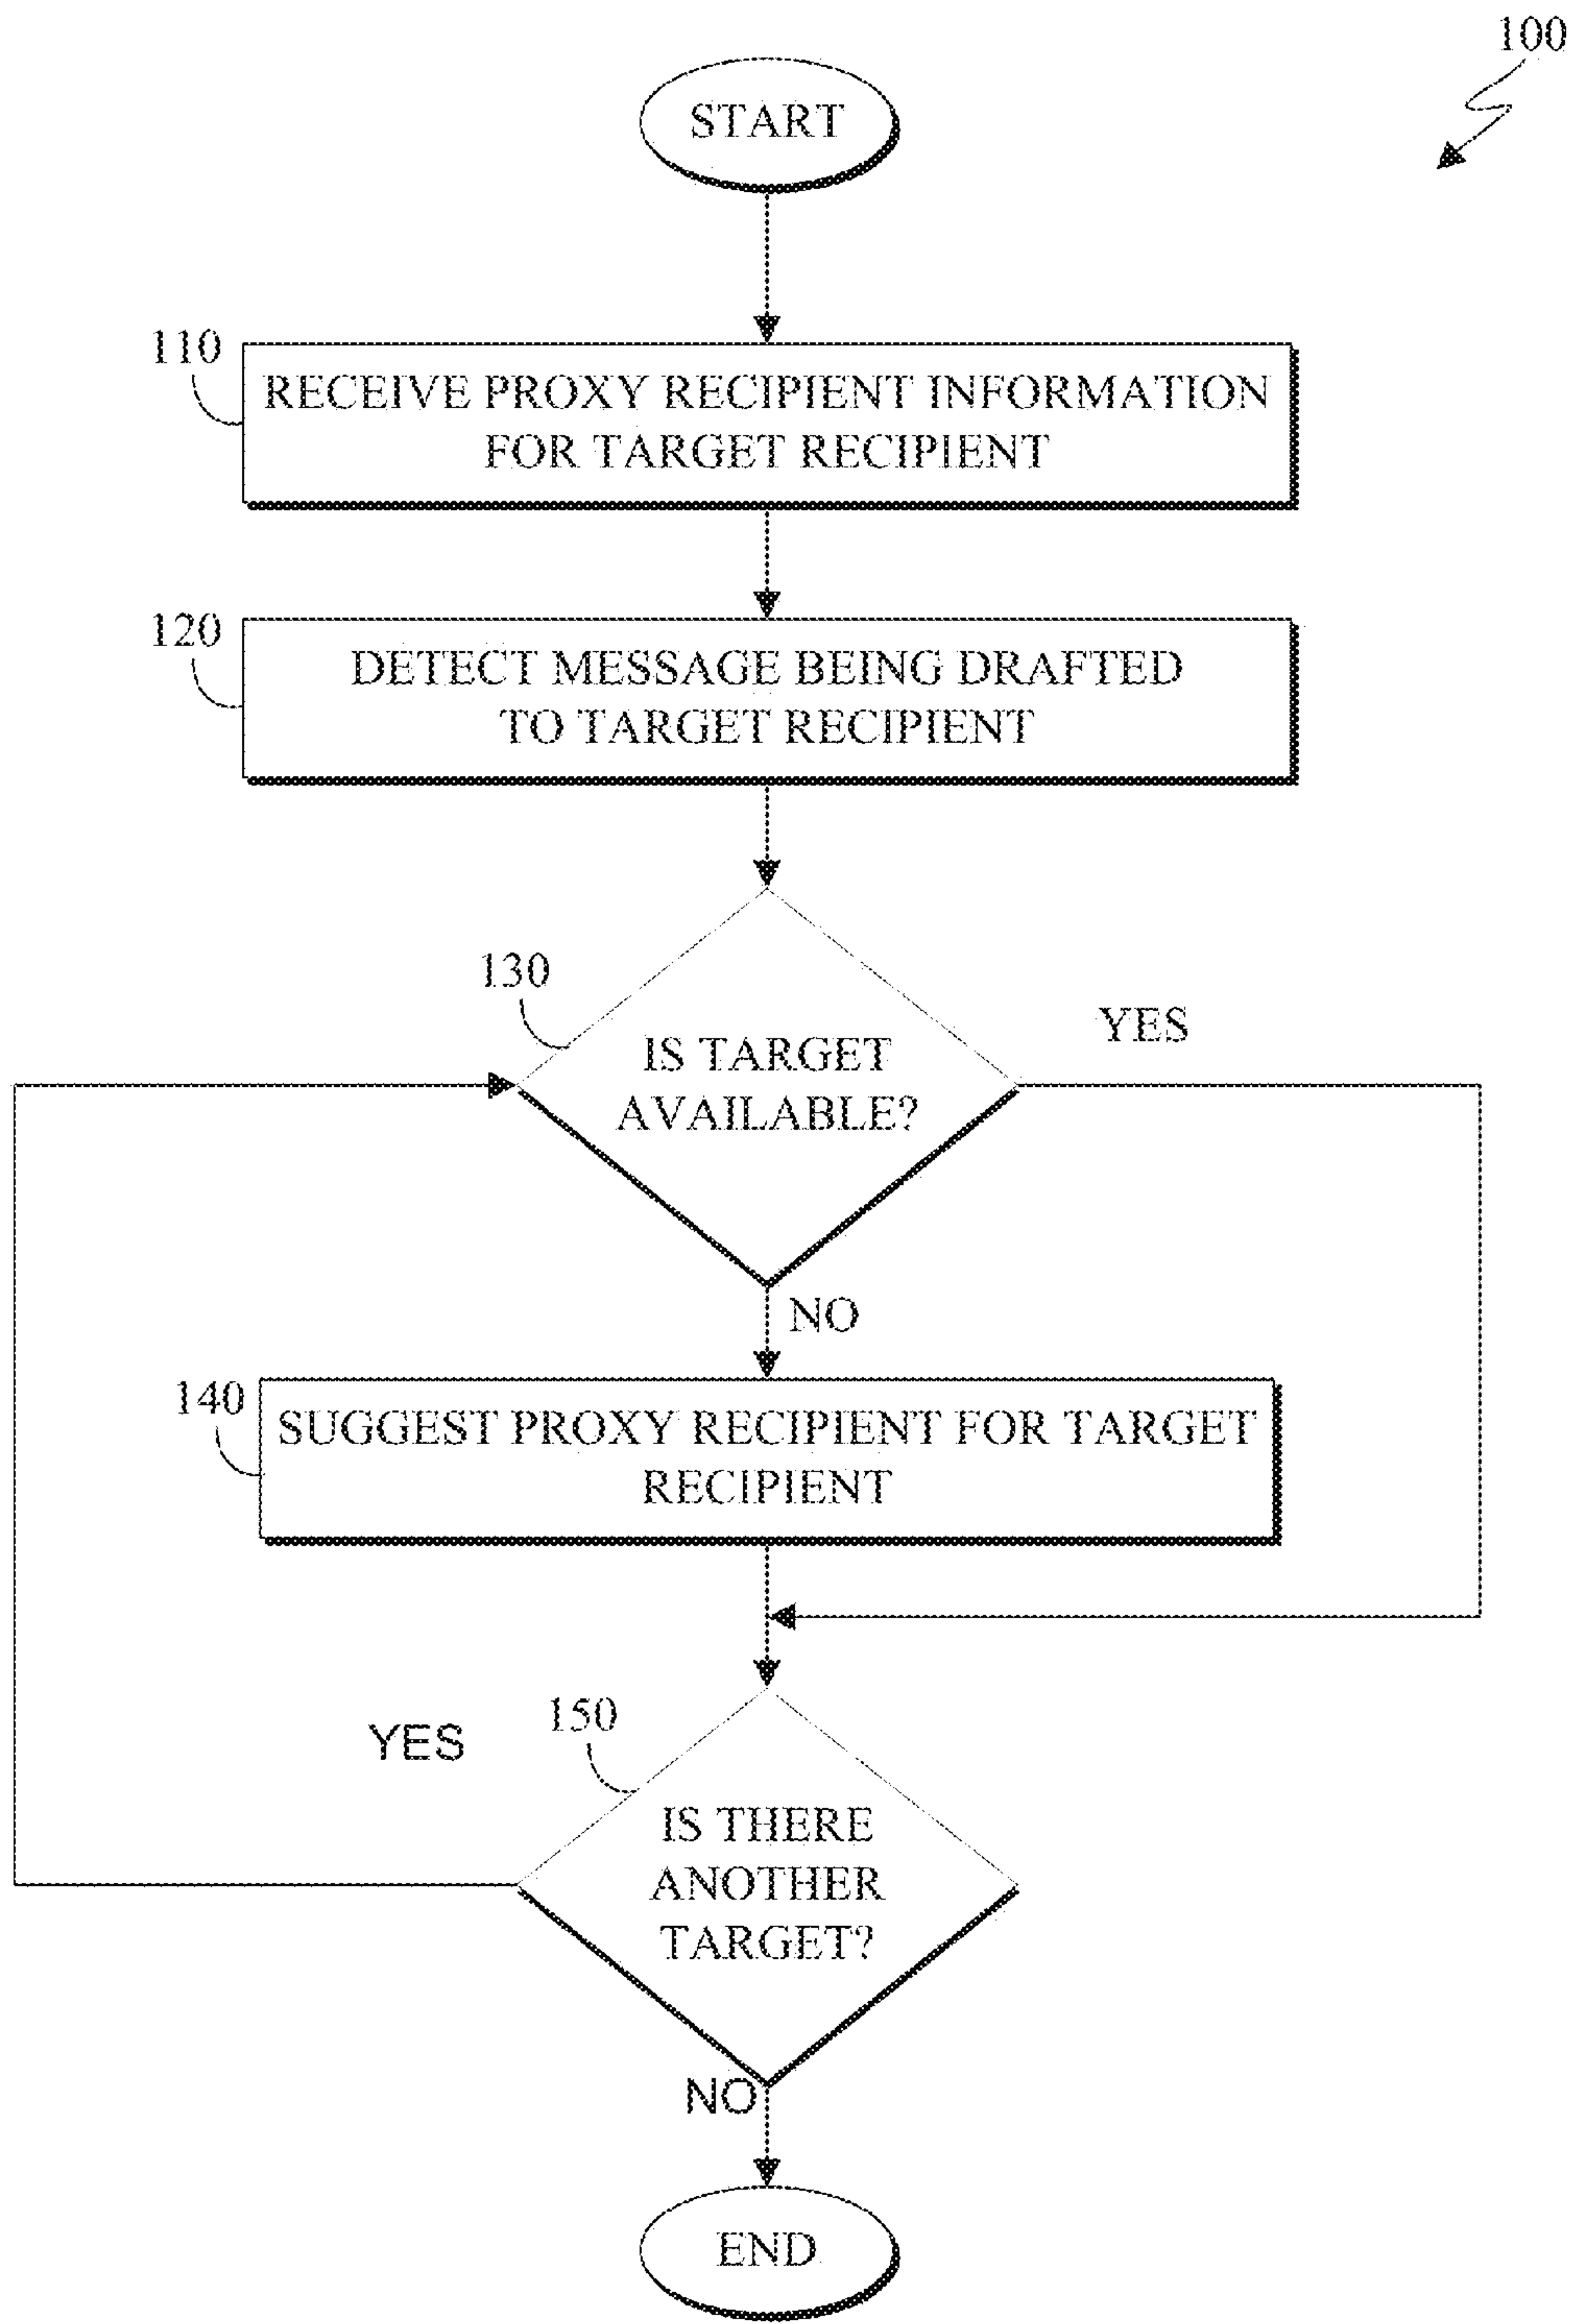 100
START
110
RECEIVE PROXY RECIPIENT INFORMATION
FOR TARGET RECIPIENT
120
DETECT MESSAGE BEING DRAFTED
TO TARGET RECIPIENT
130
YES
IS TARGET
AVAILABLE?
NO
140
SUGGEST PROXY RECIPIENT FOR TARGET
RECIPIENT
150
YES
IS THERE
ANOTHER
TARGET?
NO
END